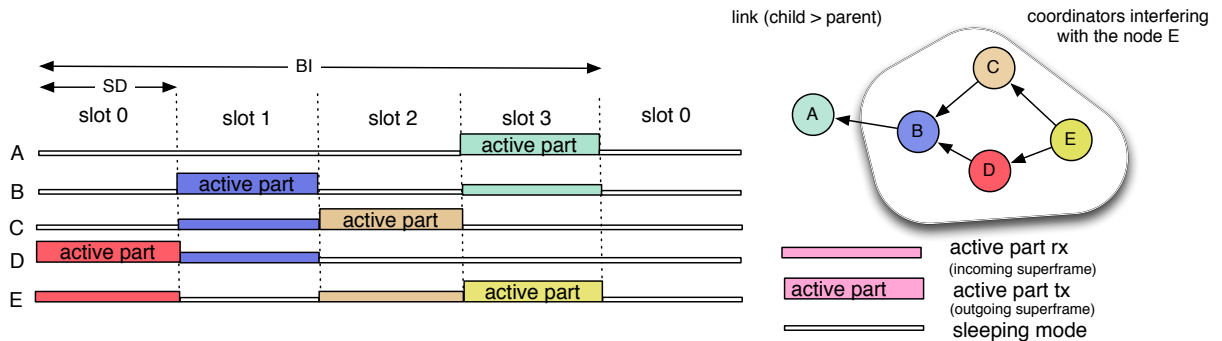 BI
SD
slot 0 slot 1 slot 2 slot 3 slot 0
A active part
B active part
C active part
D active part
E active part
link (child > parent)
coordinators interfering
with the node E
C
A
B
E
D
active part rx
(incoming superframe)
active part active part tx
(outgoing superframe)
sleeping mode